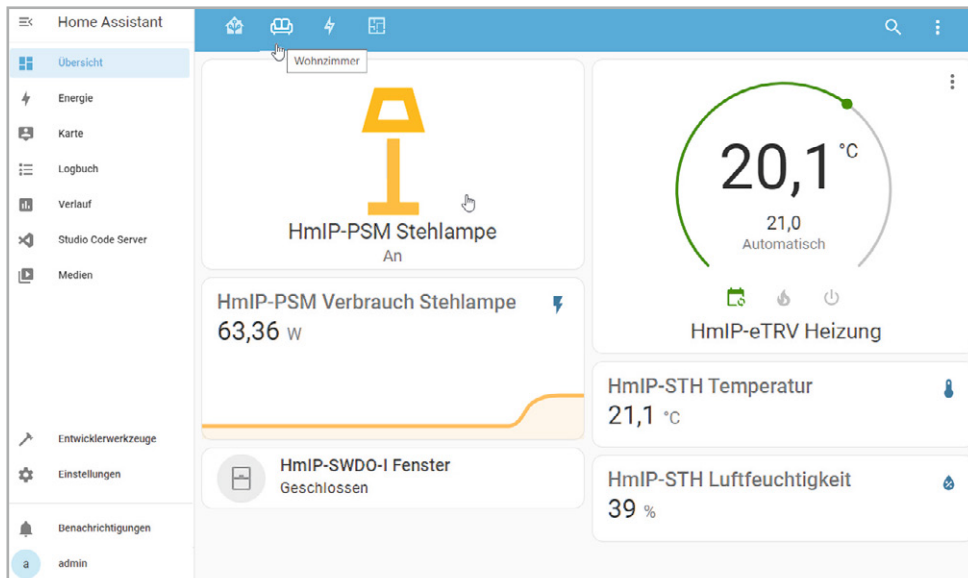 Home Assistant
Übersicht
Energie
Karte
Logbuch
Verlauf
Studio Code Server
Medien
Entwicklerwerkzeuge
Einstellungen
Benachrichtigungen
a admin
Wohnzimmer
HmIP-PSM Stehlampe
An
HmIP-PSM Verbrauch Stehlampe
63,36 W
HmIP-SWDO-I Fenster
Geschlossen
20,1 °C
21,0
Automatisch
HmIP-eTRV Heizung
HmIP-STH Temperatur
21,1 °C
HmIP-STH Luftfeuchtigkeit
39 %